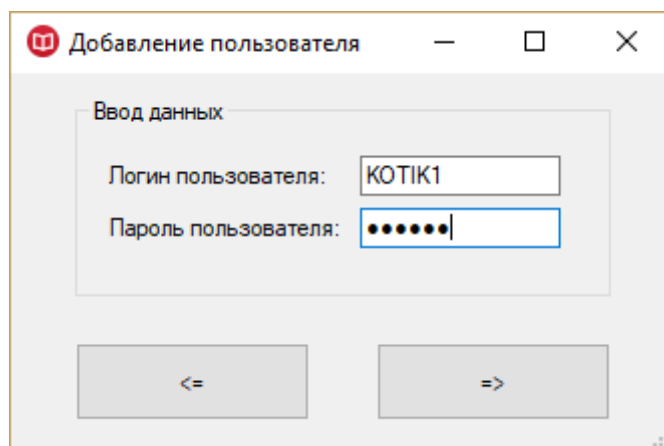 Добавление пользователя
Ввод данных
Логин пользователя: KOTIK1
Пароль пользователя: ●●●●●●
<= =>